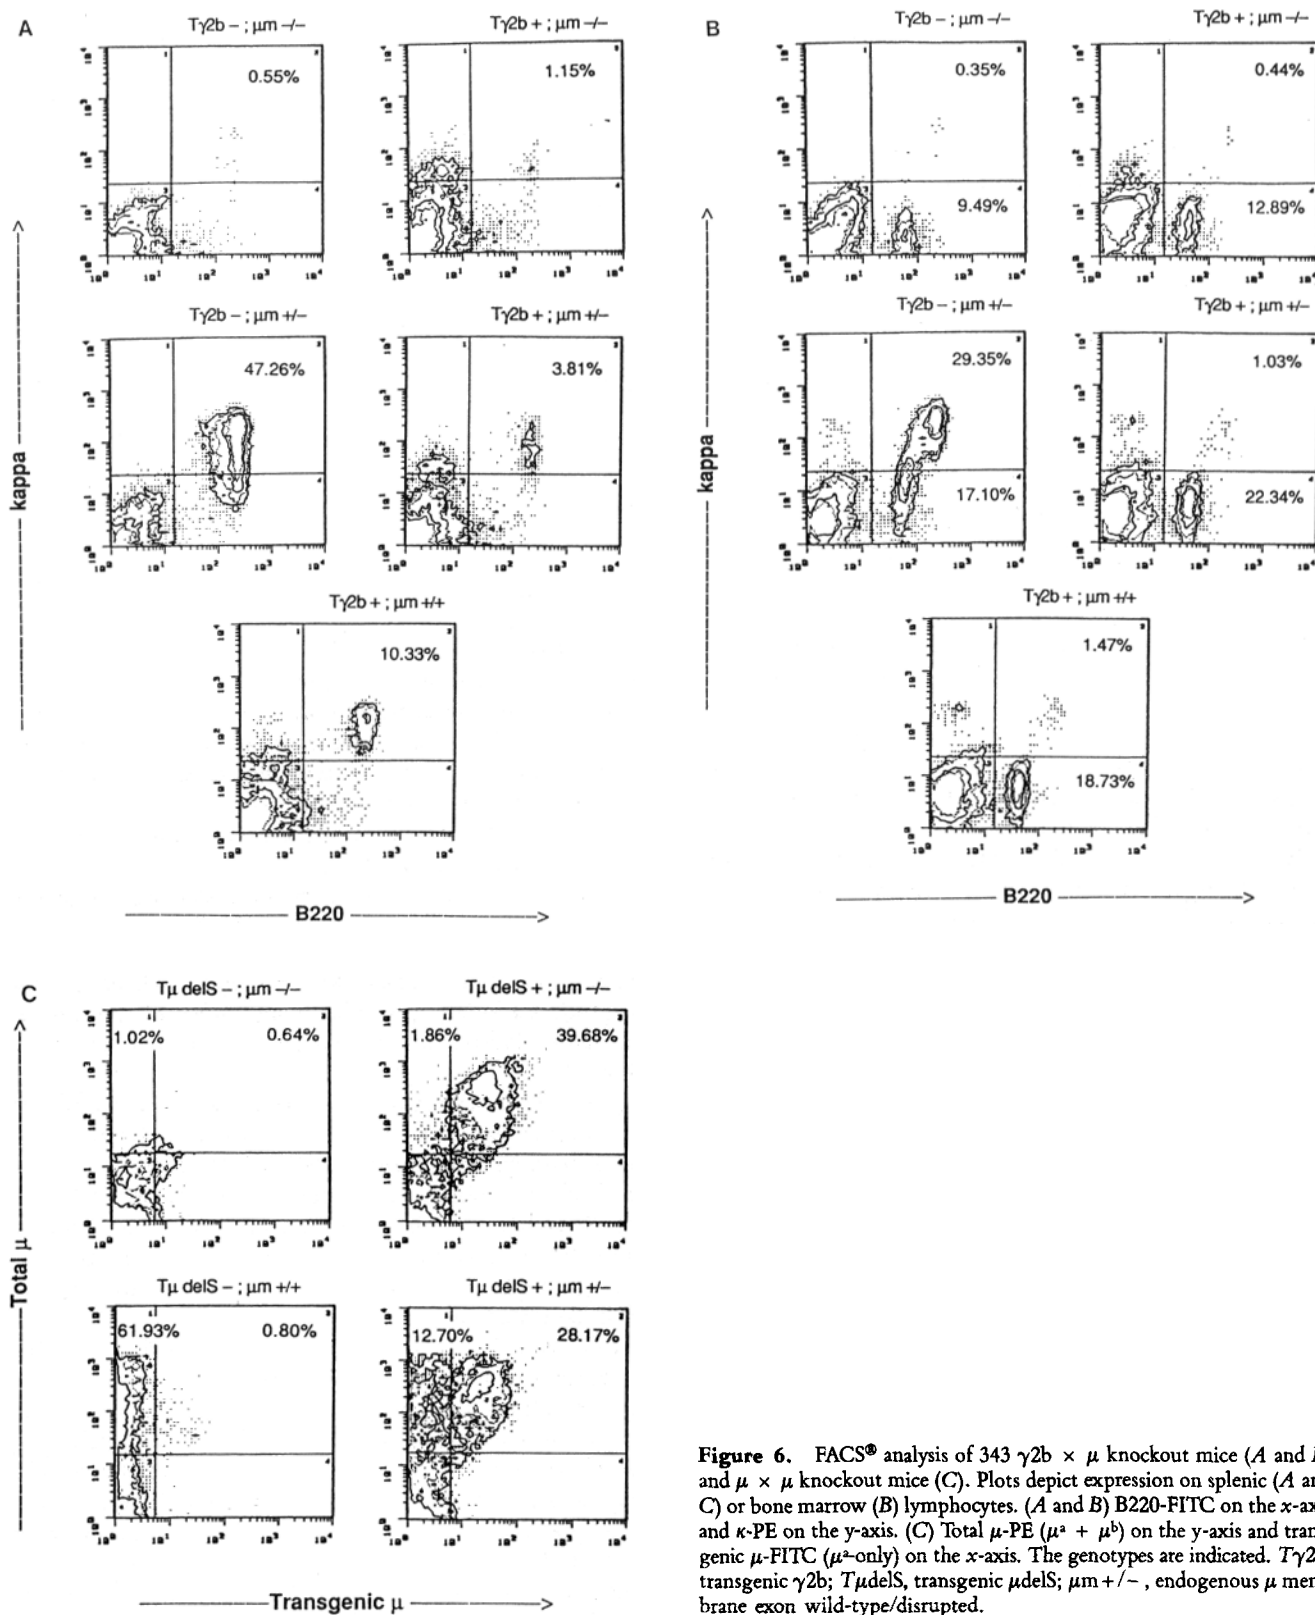 A
Tγ2b – ; μm –/–
0.55%
Tγ2b + ; μm –/–
1.15%
Tγ2b – ; μm +/–
47.26%
Tγ2b + ; μm +/–
3.81%
Tγ2b + ; μm +/+
10.33%
kappa
B220
B
Tγ2b – ; μm –/–
0.35%
9.49%
Tγ2b + ; μm –/–
0.44%
12.89%
Tγ2b – ; μm +/–
29.35%
17.10%
Tγ2b + ; μm +/–
1.03%
22.34%
Tγ2b + ; μm +/+
1.47%
18.73%
kappa
B220
C
Tμ delS – ; μm –/–
1.02% 0.64%
Tμ delS + ; μm –/–
1.86% 39.68%
Tμ delS – ; μm +/+
61.93% 0.80%
Tμ delS + ; μm +/–
12.70% 28.17%
Total μ
Transgenic μ
Figure 6. FACS® analysis of 343 γ2b × μ knockout mice (A and
and μ × μ knockout mice (C). Plots depict expression on splenic (A
C) or bone marrow (B) lymphocytes. (A and B) B220-FITC on the
and κ-PE on the y-axis. (C) Total μ-PE (μᵃ + μᵇ) on the y-axis and
genic μ-FITC (μᵃ-only) on the x-axis. The genotypes are indicated.
transgenic γ2b; TμdelS, transgenic μdelS; μm+/– , endogenous μ
brane exon wild-type/disrupted.